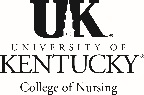 UK
UNIVERSITY OF
KENTUCKY®
College of Nursing